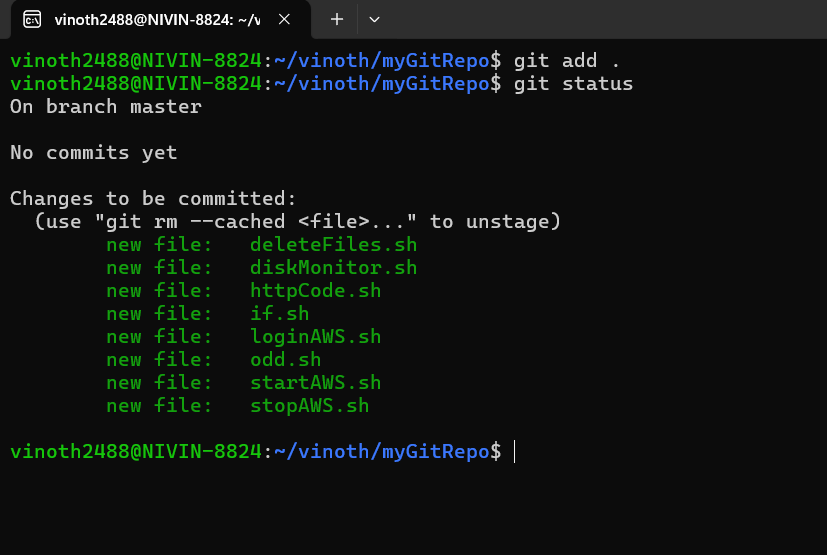 vinoth2488@NIVIN-8824: ~/v
vinoth2488@NIVIN-8824:~/vinoth/myGitRepo$ git add .
vinoth2488@NIVIN-8824:~/vinoth/myGitRepo$ git status
On branch master
No commits yet
Changes to be committed:
  (use "git rm --cached <file>..." to unstage)
        new file:   deleteFiles.sh
        new file:   diskMonitor.sh
        new file:   httpCode.sh
        new file:   if.sh
        new file:   loginAWS.sh
        new file:   odd.sh
        new file:   startAWS.sh
        new file:   stopAWS.sh
vinoth2488@NIVIN-8824:~/vinoth/myGitRepo$